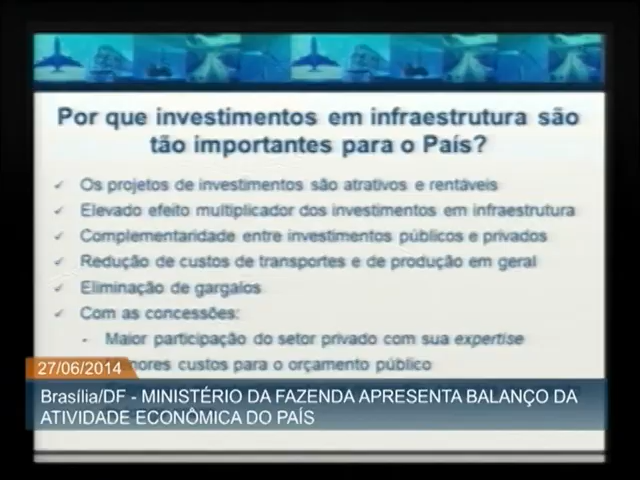 Por que investimentos em infraestrutura são
tão importantes para o País?
✓ Os projetos de investimentos são atrativos e rentáveis
✓ Elevado efeito multiplicador dos investimentos em infraestrutura
✓ Complementaridade entre investimentos públicos e privados
✓ Redução de custos de transportes e de produção em geral
✓ Eliminação de gargalos
✓ Com as concessões:
- Maior participação do setor privado com sua expertise
custos para o orçamento público
27/06/2014
Brasília/DF - MINISTÉRIO DA FAZENDA APRESENTA BALANÇO DA
ATIVIDADE ECONÔMICA DO PAÍS